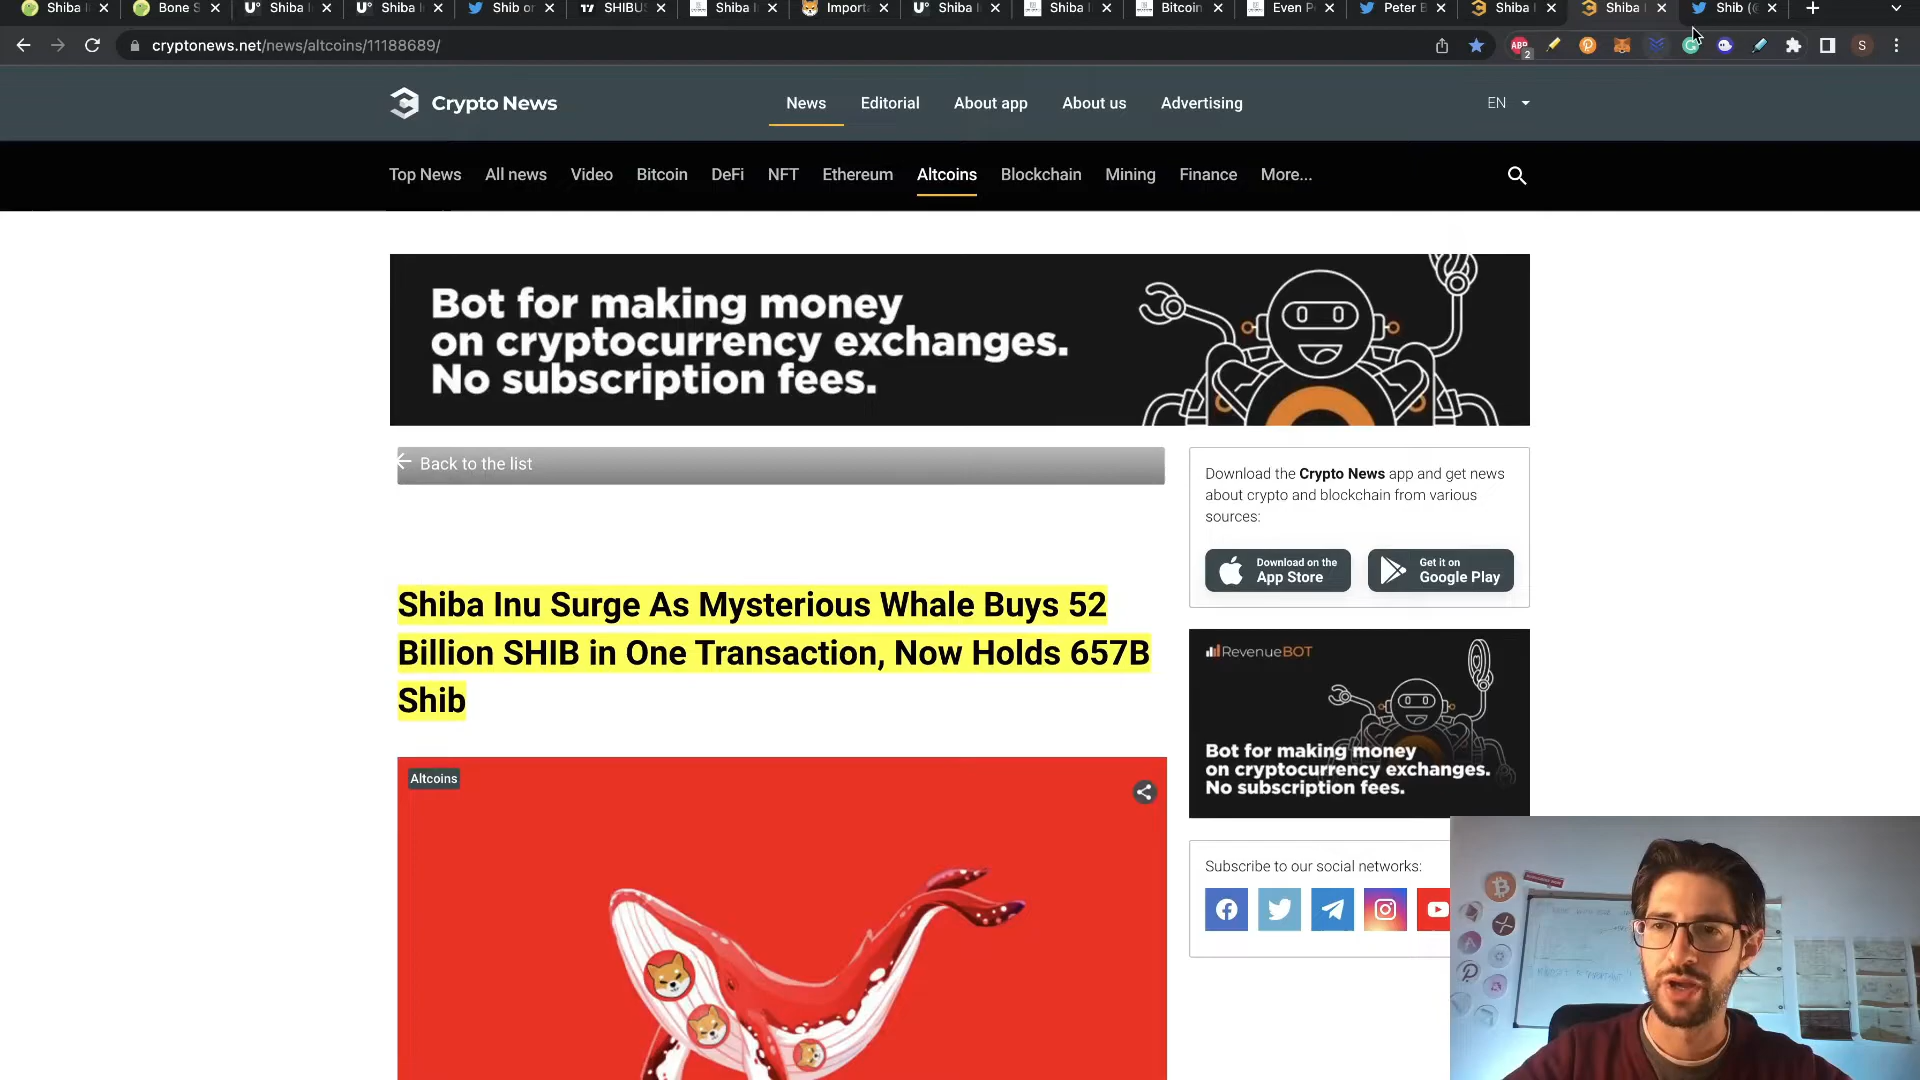 Shiba I
Bone S
Shiba I
Shiba I
Shib or
SHIBUS
Shiba I
Import
Shiba I
Shiba I
Bitcoin
Even P
Peter B
Shiba I
Shiba
Shib (@
cryptonews.net/news/altcoins/11188689/
ABP
2
S
Crypto News
News
Editorial
About app
About us
Advertising
EN
Top News
All news
Video
Bitcoin
DeFi
NFT
Ethereum
Altcoins
Blockchain
Mining
Finance
More...
Bot for making money
on cryptocurrency exchanges.
No subscription fees.
Back to the list
Download the Crypto News app and get news
about crypto and blockchain from various
sources:
Download on the
App Store
Get it on
Google Play
Shiba Inu Surge As Mysterious Whale Buys 52
Billion SHIB in One Transaction, Now Holds 657B
Shib
RevenueBOT
Bot for making money
on cryptocurrency exchanges.
No subscription fees.
Altcoins
Subscribe to our social networks: